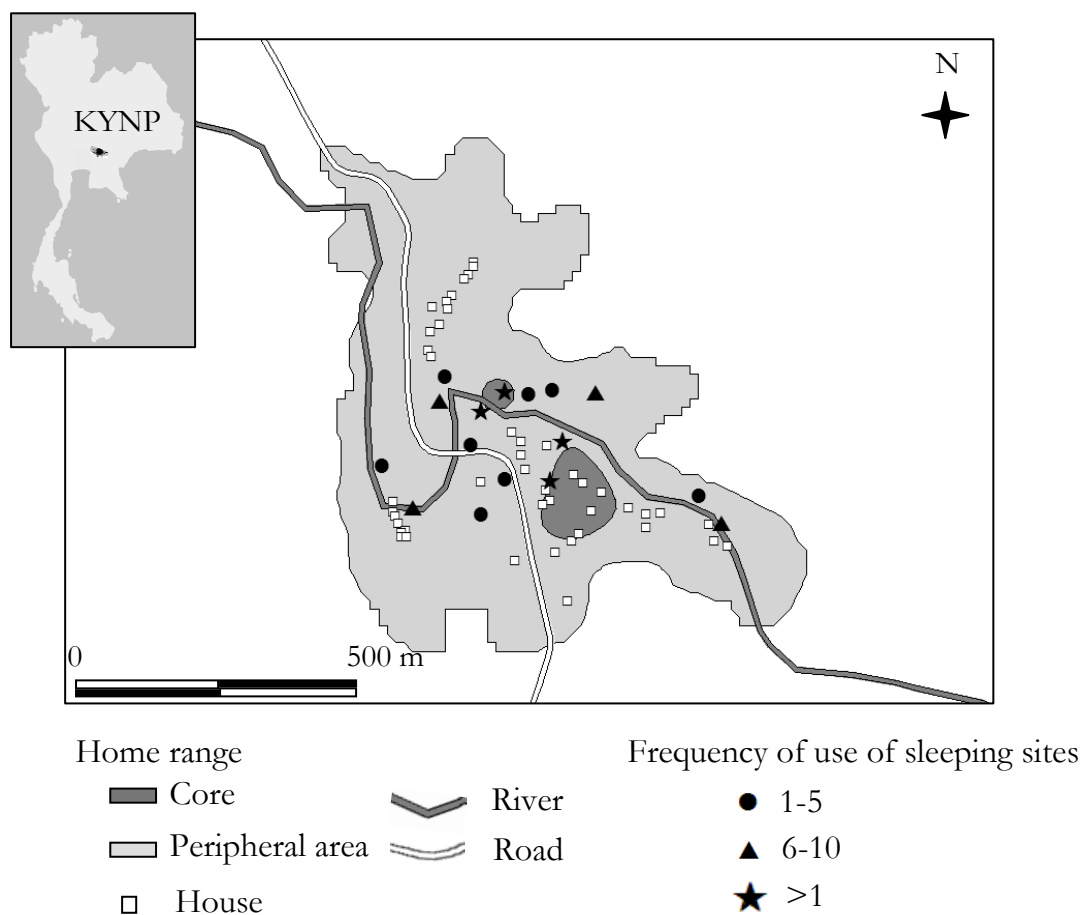 KYNP
N
0 500 m
Home range
Core
Peripheral area
House
River
Road
Frequency of use of sleeping sites
1-5
6-10
>1